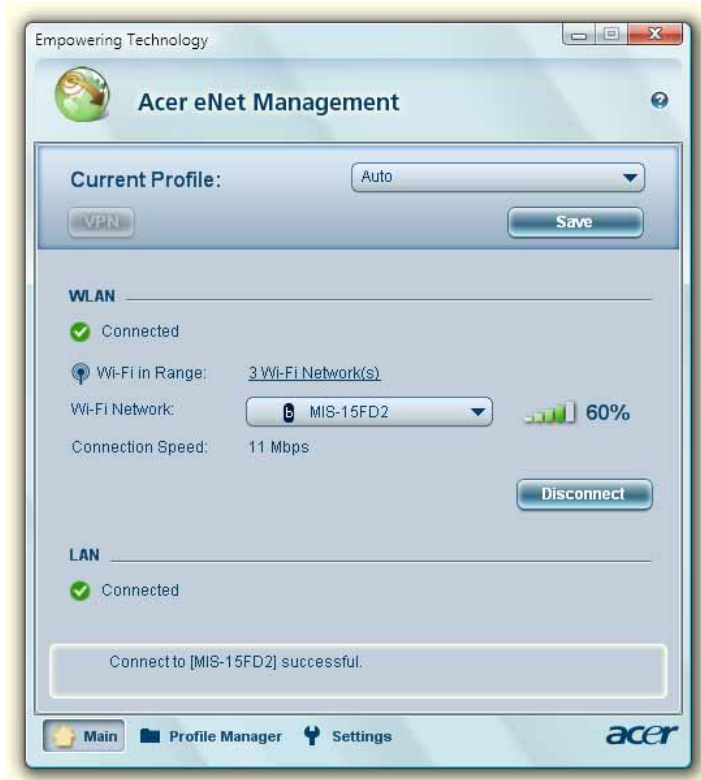 Empowering Technology
Acer eNet Management
Current Profile: Auto
VPN Save
WLAN
Connected
Wi-Fi in Range: 3 Wi-Fi Network(s)
Wi-Fi Network: b MIS-15FD2 60%
Connection Speed: 11 Mbps
Disconnect
LAN
Connected
Connect to [MIS-15FD2] successful.
Main Profile Manager Settings acer